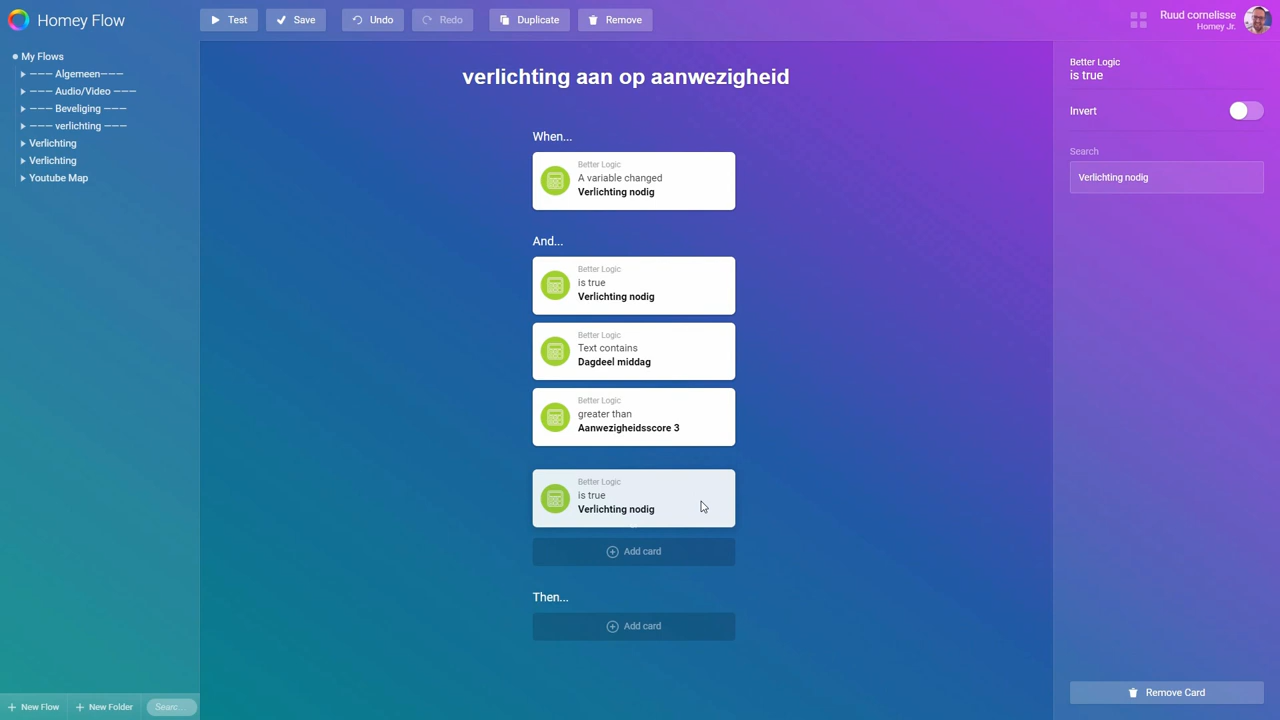 Homey Flow
Test
Save
Undo
Redo
Duplicate
Remove
Ruud cornelisse
Homey Jr.
My Flows
——— Algemeen———
——— Audio/Video ———
——— Beveliging ———
——— verlichting ———
Verlichting
Verlichting
Youtube Map
New Flow
New Folder
Searc...
verlichting aan op aanwezigheid
When...
Better Logic
A variable changed
Verlichting nodig
And...
Better Logic
is true
Verlichting nodig
Better Logic
Text contains
Dagdeel middag
Better Logic
greater than
Aanwezigheidsscore 3
Better Logic
is true
Verlichting nodig
Add card
Then...
Add card
Better Logic
is true
Invert
Search
Verlichting nodig
Remove Card